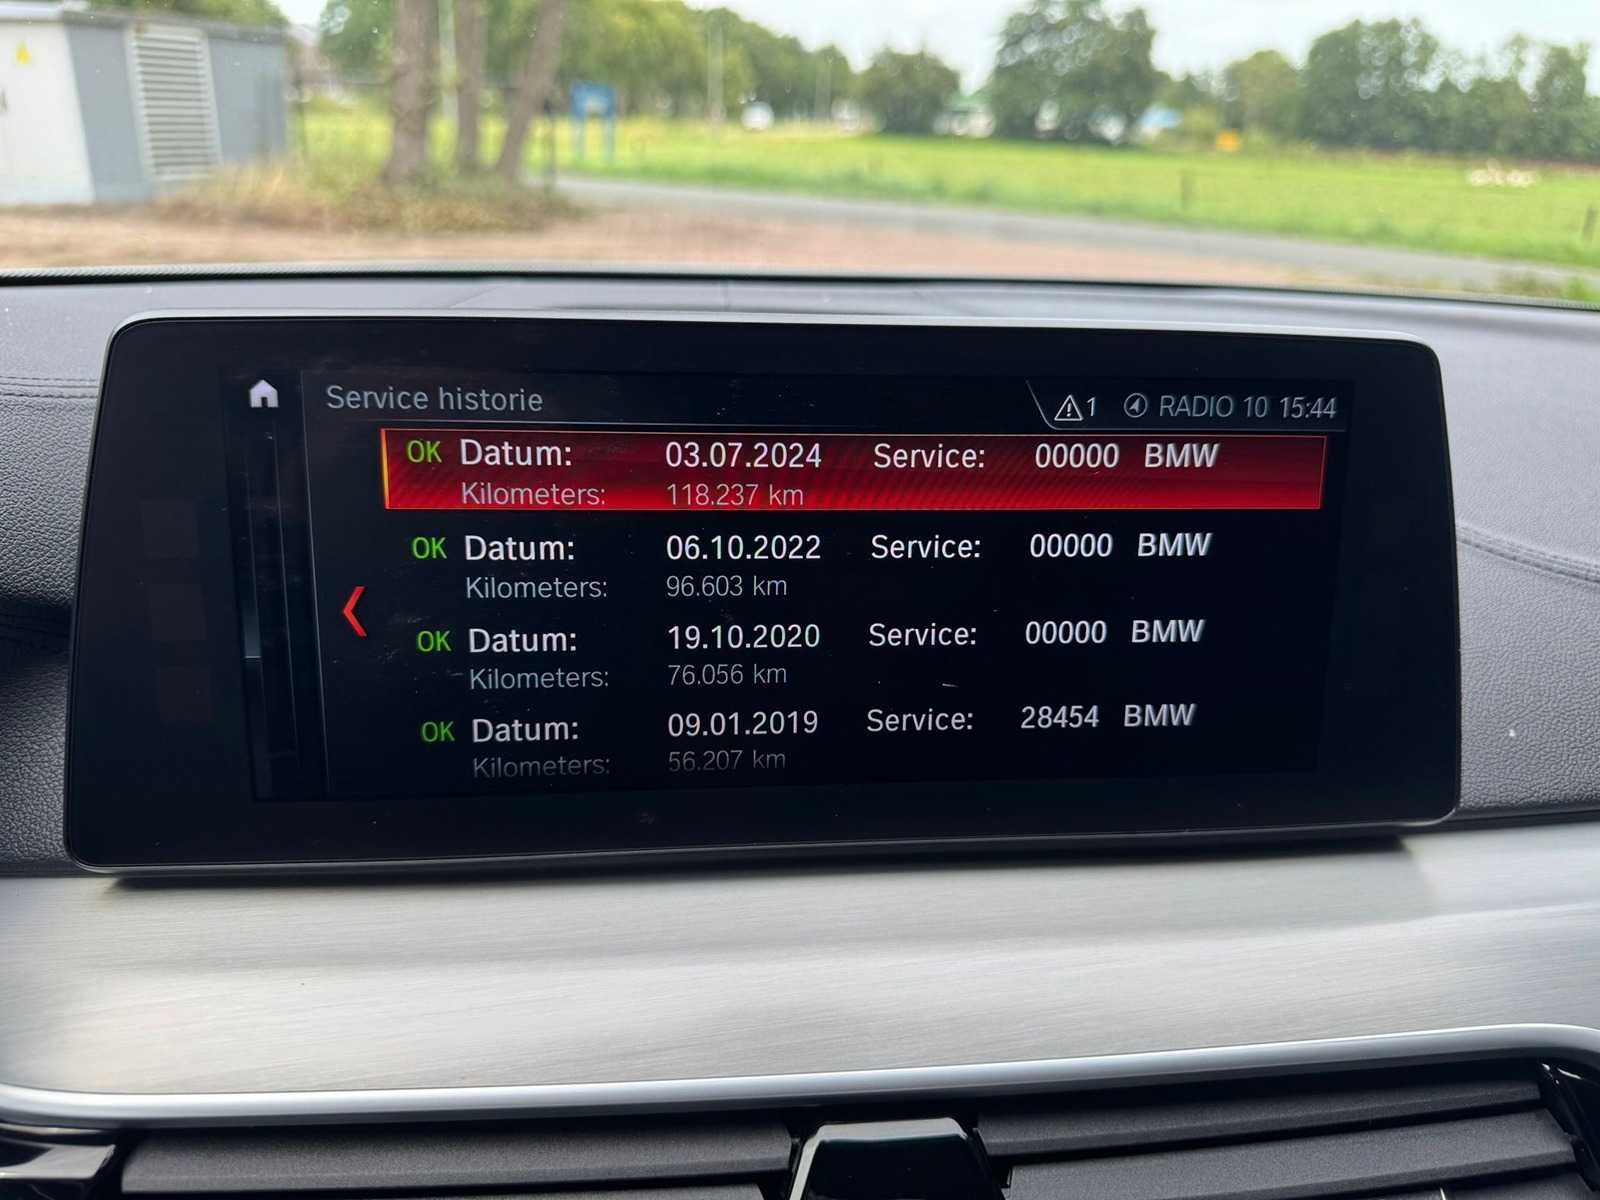 Service historie
1 RADIO 10 15:44
OK Datum: 03.07.2024 Service: 00000 BMW
Kilometers: 118.237 km
OK Datum: 06.10.2022 Service: 00000 BMW
Kilometers: 96.603 km
OK Datum: 19.10.2020 Service: 00000 BMW
Kilometers: 76.056 km
OK Datum: 09.01.2019 Service: 28454 BMW
Kilometers: 56.207 km